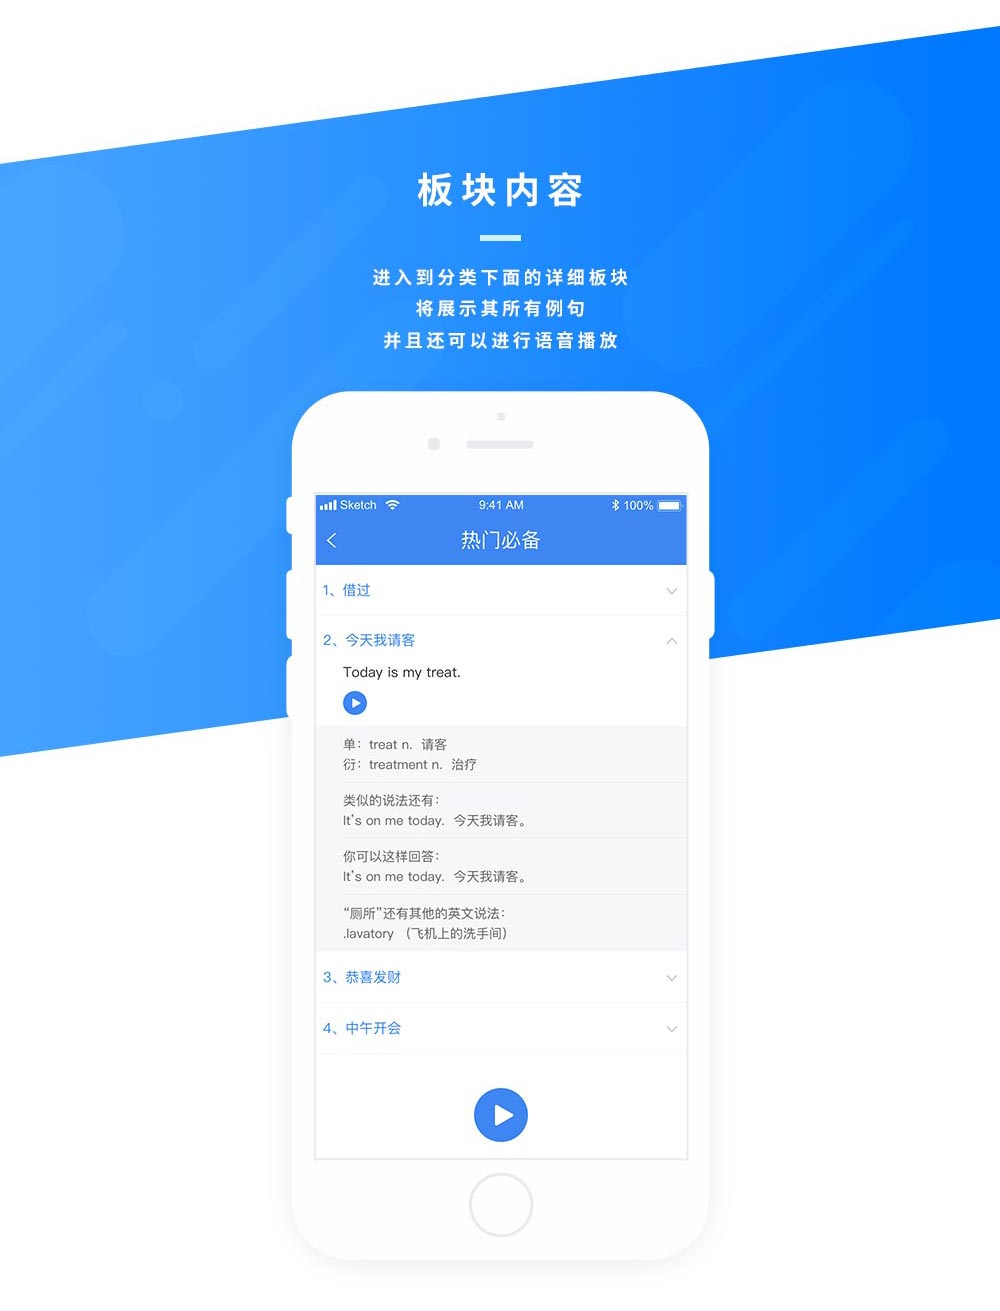 板块内容
进入到分类下面的详细板块
将展示其所有例句
并且还可以进行语音播放
Sketch 9:41 AM 100%
热门必备
1、借过
2、今天我请客
Today is my treat.
单：treat n. 请客
衍：treatment n. 治疗
类似的说法还有：
It's on me today. 今天我请客。
你可以这样回答：
It's on me today. 今天我请客。
“厕所”还有其他的英文说法：
.lavatory （飞机上的洗手间）
3、恭喜发财
4、中午开会